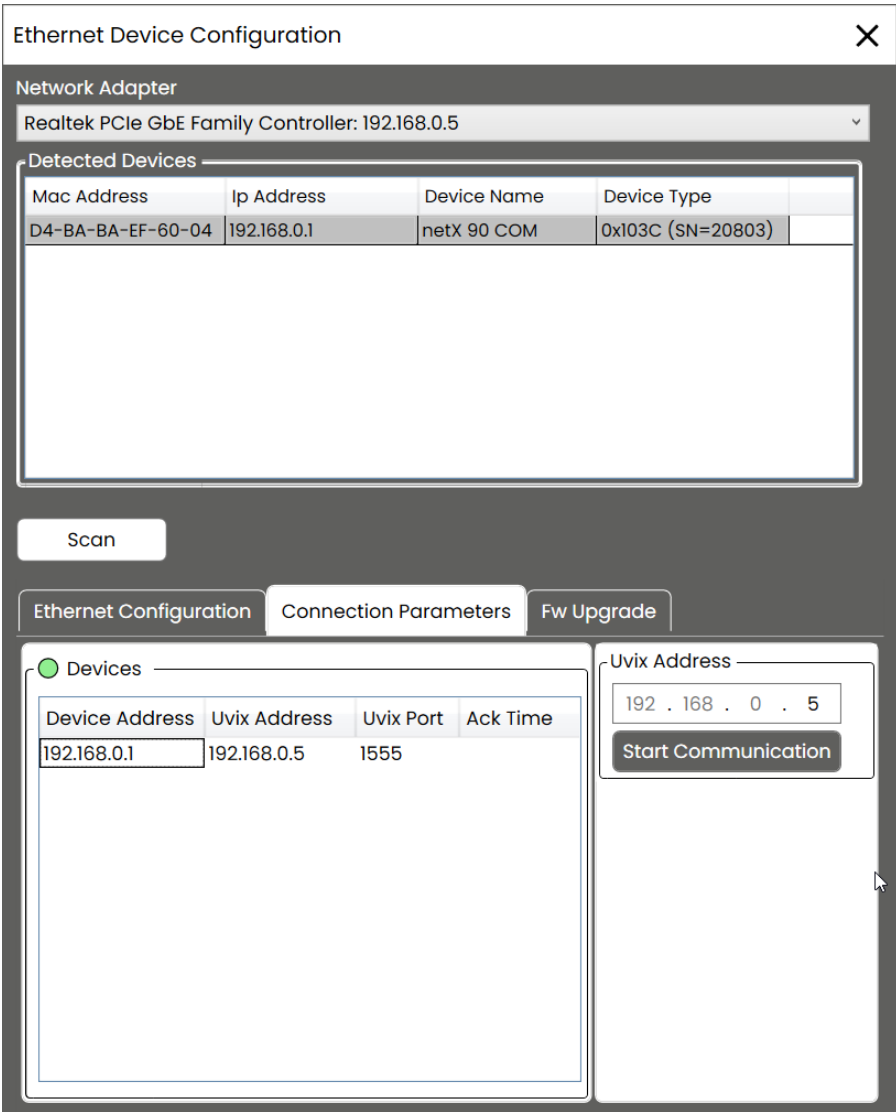 Ethernet Device Configuration
Network Adapter
Realtek PCIe GbE Family Controller: 192.168.0.5
Detected Devices
Mac Address Ip Address Device Name Device Type
D4-BA-BA-EF-60-04 192.168.0.1 netX 90 COM 0x103C (SN=20803)
Scan
Ethernet Configuration Connection Parameters Fw Upgrade
Devices
Device Address Uvix Address Uvix Port Ack Time
192.168.0.1 192.168.0.5 1555
Uvix Address
192 . 168 . 0 . 5
Start Communication